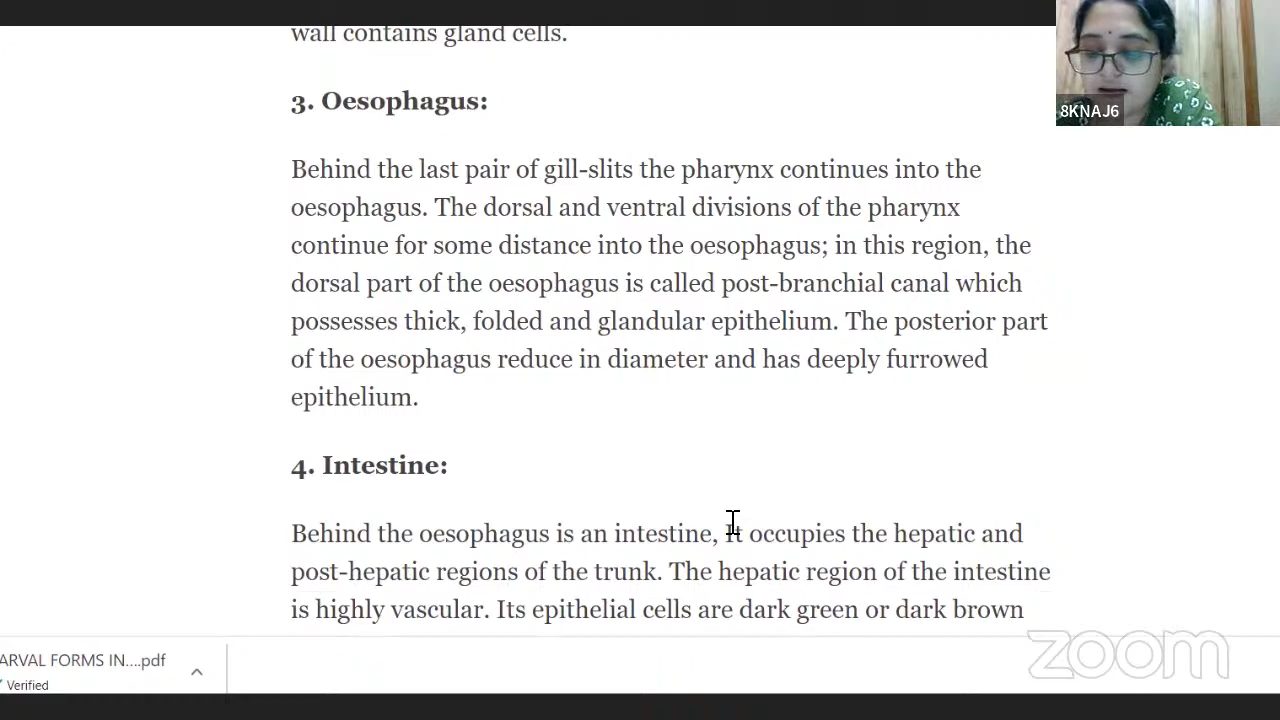 wall contains gland cells.
8KNAJ6
3. Oesophagus:
Behind the last pair of gill-slits the pharynx continues into the
oesophagus. The dorsal and ventral divisions of the pharynx
continue for some distance into the oesophagus; in this region, the
dorsal part of the oesophagus is called post-branchial canal which
possesses thick, folded and glandular epithelium. The posterior part
of the oesophagus reduce in diameter and has deeply furrowed
epithelium.
4. Intestine:
Behind the oesophagus is an intestine, It occupies the hepatic and
post-hepatic regions of the trunk. The hepatic region of the intestine
is highly vascular. Its epithelial cells are dark green or dark brown
ARVAL FORMS IN....pdf
Verified
zoom